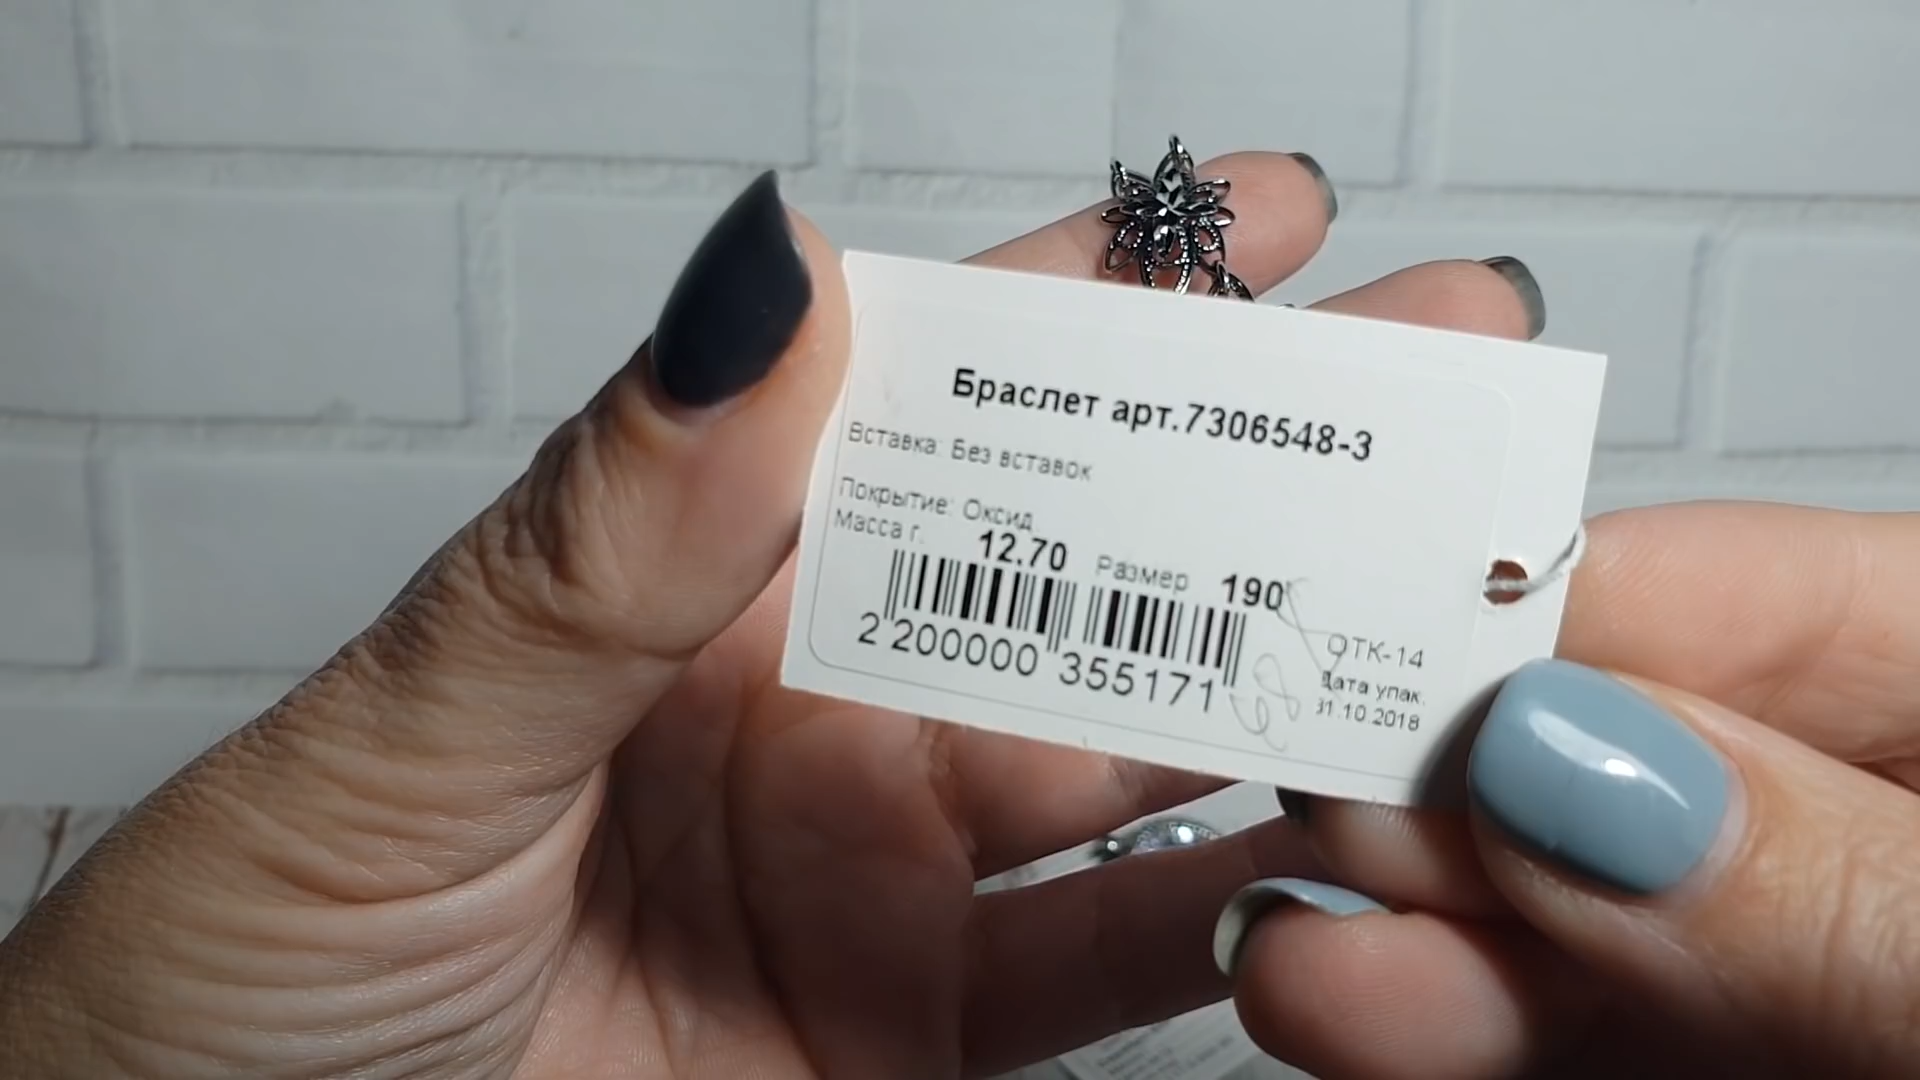 Браслет арт.7306548-3
Вставка: Без вставок
Покрытие: Оксид
Масса г. 12.70 Размер 190
2 200000 355171
ОТК-14
Дата упак.
31.10.2018